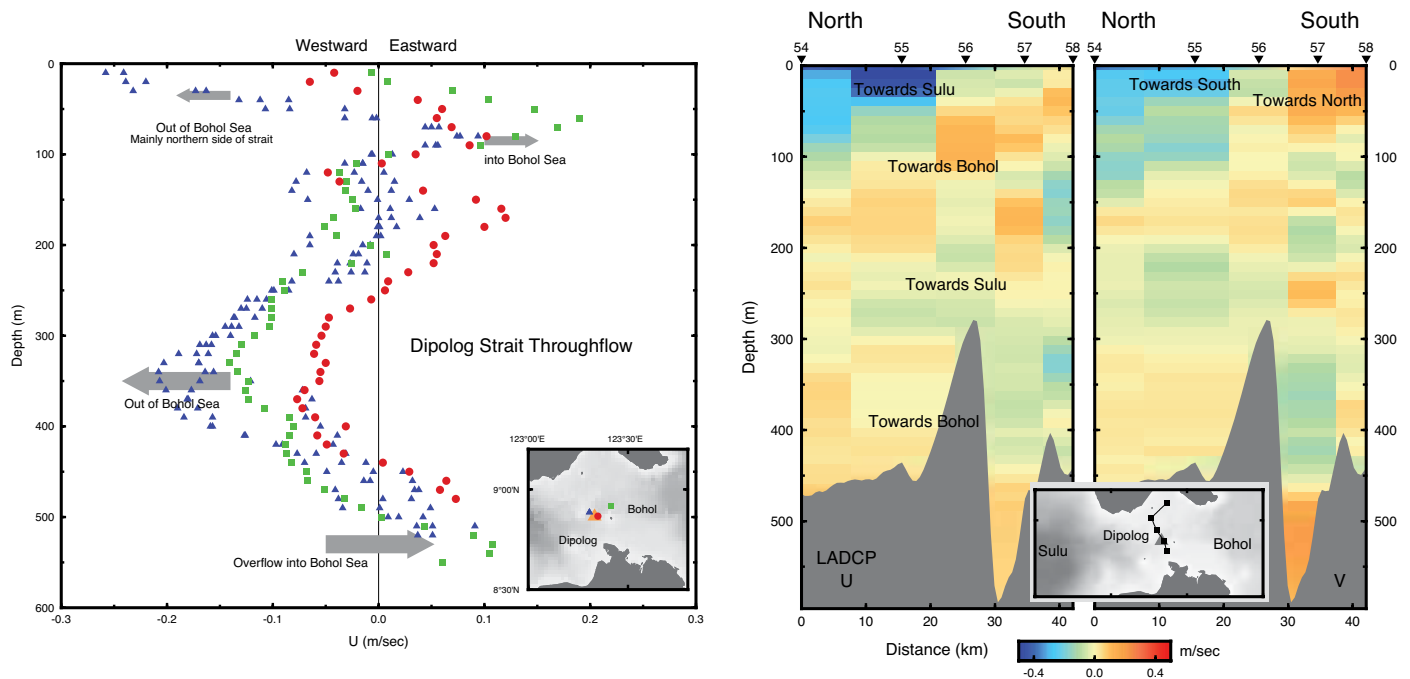 Westward Eastward
0
100
200
300
400
500
600
Depth (m)
-0.3 -0.2 -0.1 0 0.1 0.2 0.3
U (m/sec)
Out of Bohol Sea
Mainly northern side of strait
into Bohol Sea
Dipolog Strait Throughflow
Out of Bohol Sea
Overflow into Bohol Sea
123°00'E 123°30'E
9°00'N
8°30'N
Bohol
Dipolog
North South
54 55 56 57 58
0
100
200
300
400
500
Depth (m)
Towards Sulu
Towards Bohol
Towards Sulu
Towards Bohol
LADCP
U
0 10 20 30 40
Distance (km)
North South
54 55 56 57 58
Towards South
Towards North
0
100
200
300
400
500
V
Sulu Dipolog Bohol
0 10 20 30 40
-0.4 0.0 0.4
m/sec